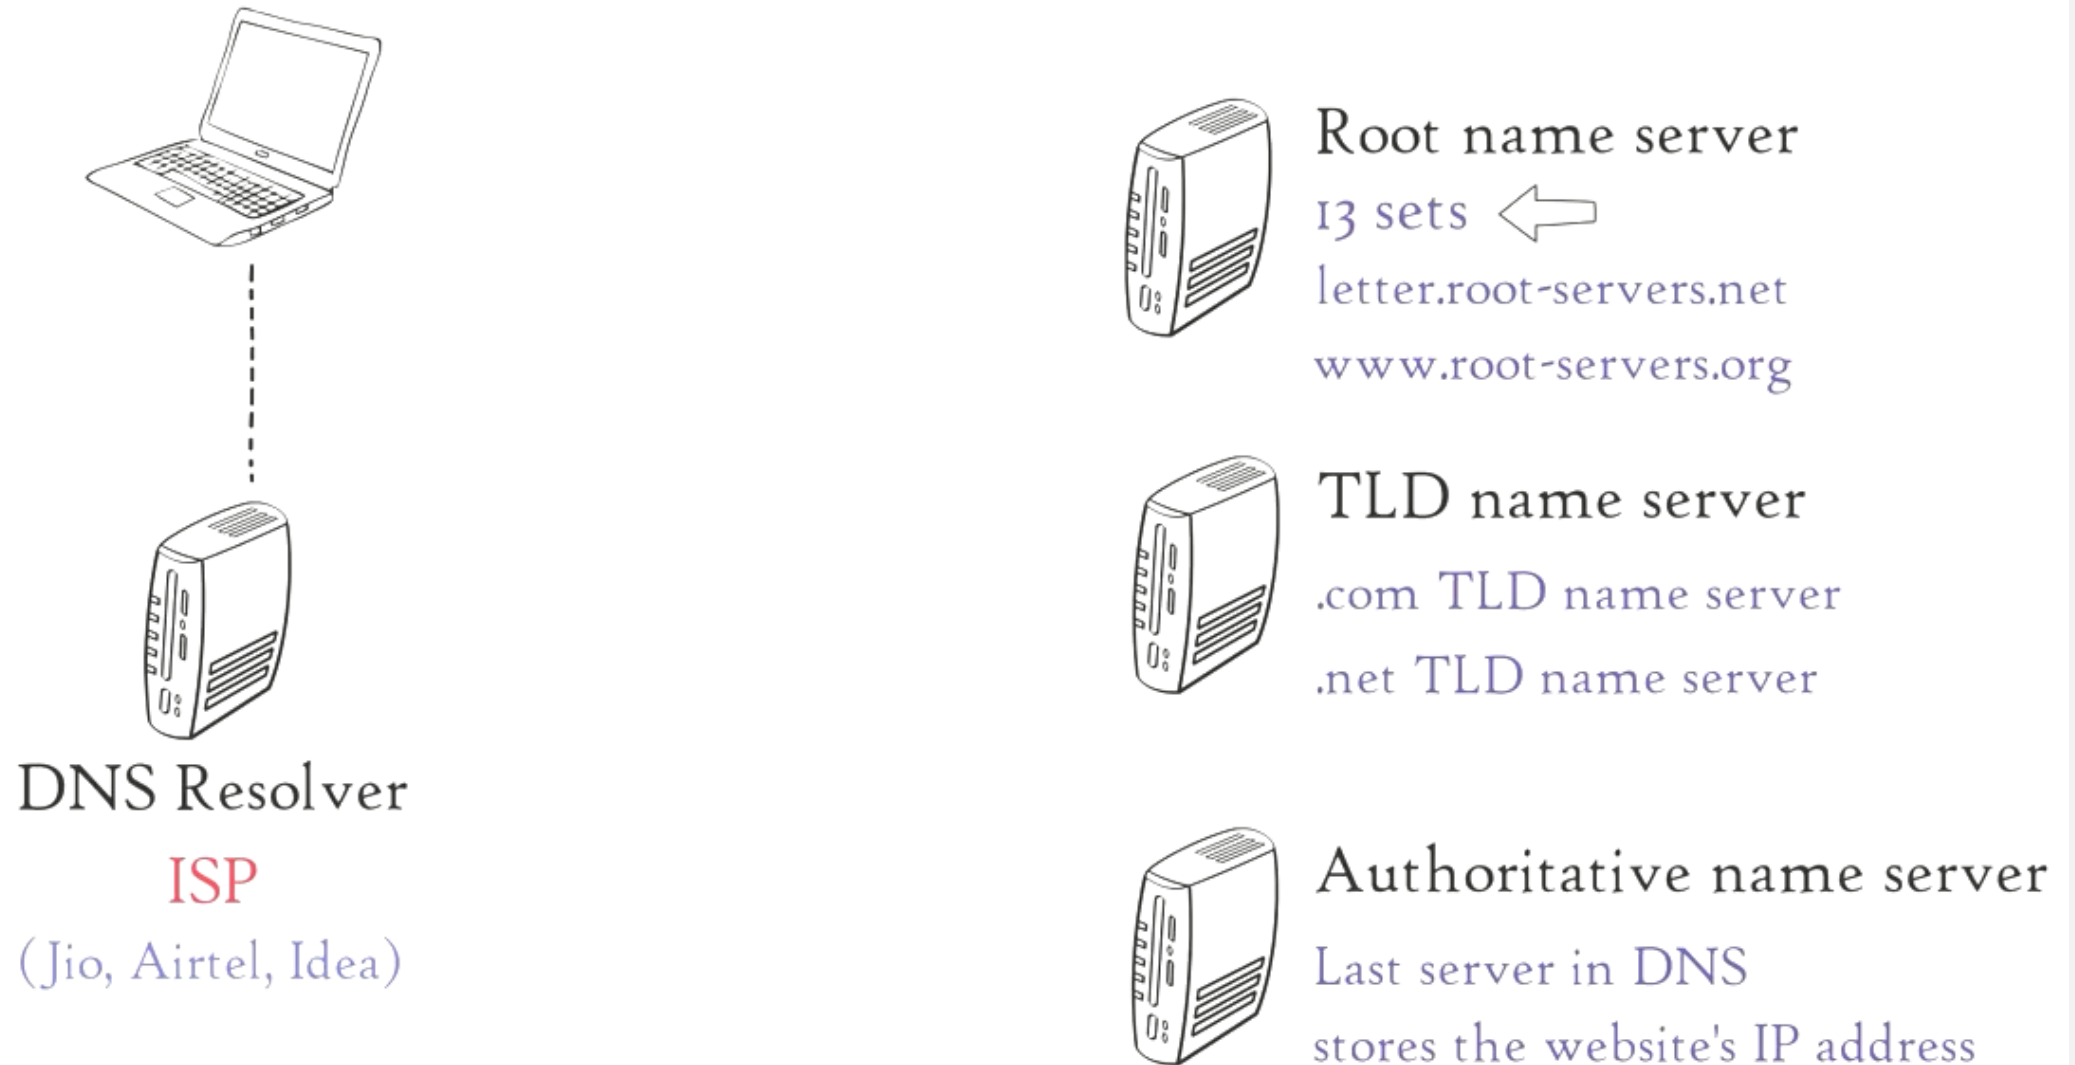 DNS Resolver
ISP
(Jio, Airtel, Idea)
Root name server
13 sets
letter.root-servers.net
www.root-servers.org
TLD name server
.com TLD name server
.net TLD name server
Authoritative name server
Last server in DNS
stores the website's IP address